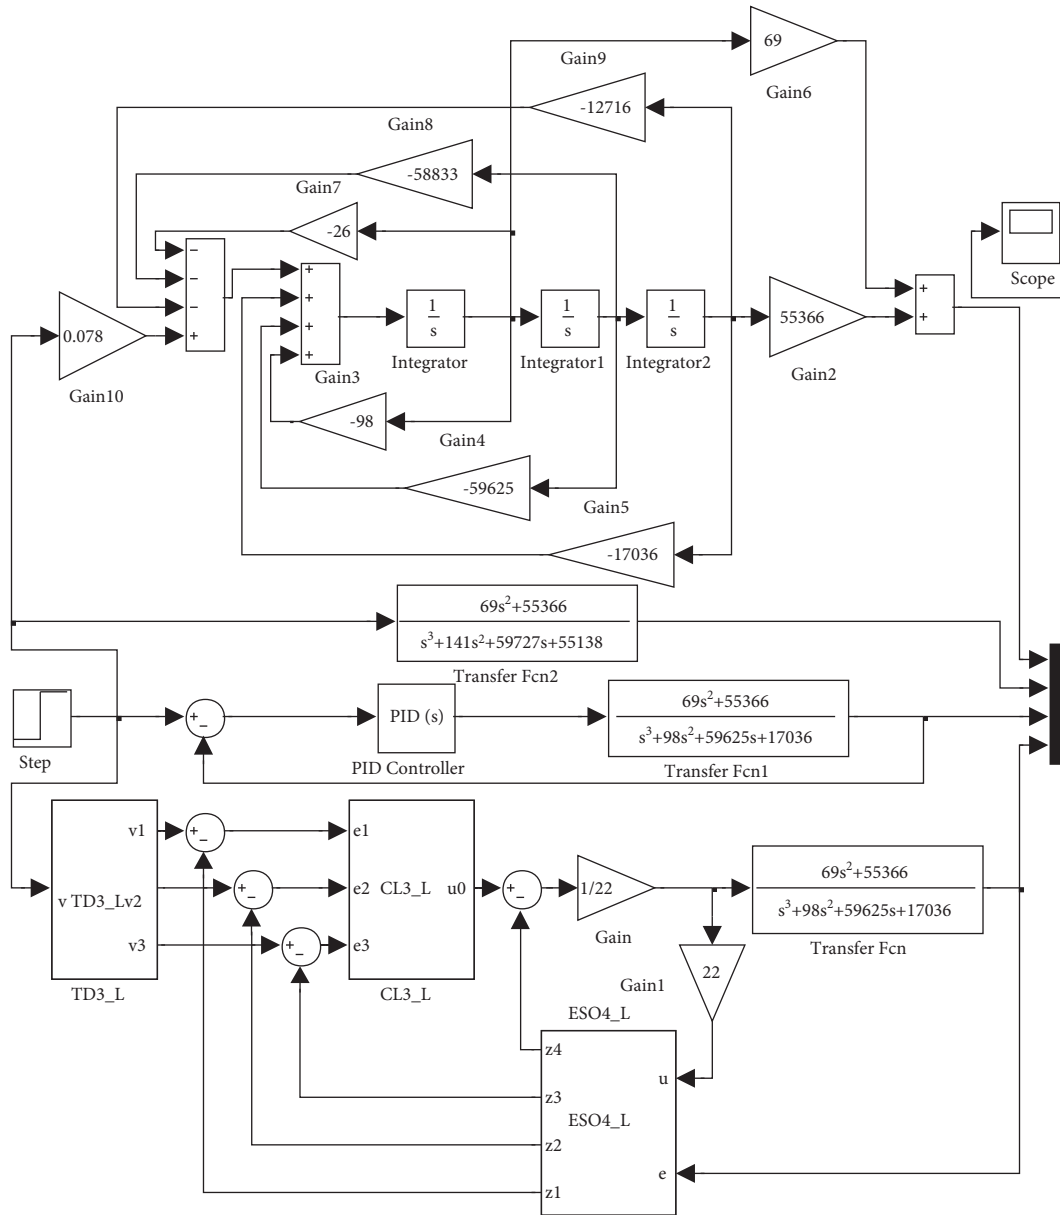 69
Gain9
Gain6
-12716
Gain8
-58833
Gain7
-26
−
−
−
+
+
+
+
+
Scope
0.078
Gain10
Gain3
1
s
Integrator
1
s
Integrator1
1
s
Integrator2
55366
Gain2
+
+
-98
Gain4
-59625
Gain5
-17036
69s²+55366
s³+141s²+59727s+55138
Transfer Fcn2
Step
+
−
PID (s)
PID Controller
69s²+55366
s³+98s²+59625s+17036
Transfer Fcn1
v1
v TD3_Lv2
v3
TD3_L
+
−
+
−
+
−
e1
e2 CL3_L u0
e3
CL3_L
+
−
1/22
Gain
69s²+55366
s³+98s²+59625s+17036
Transfer Fcn
22
Gain1
ESO4_L
z4
u
z3
ESO4_L
z2
e
z1